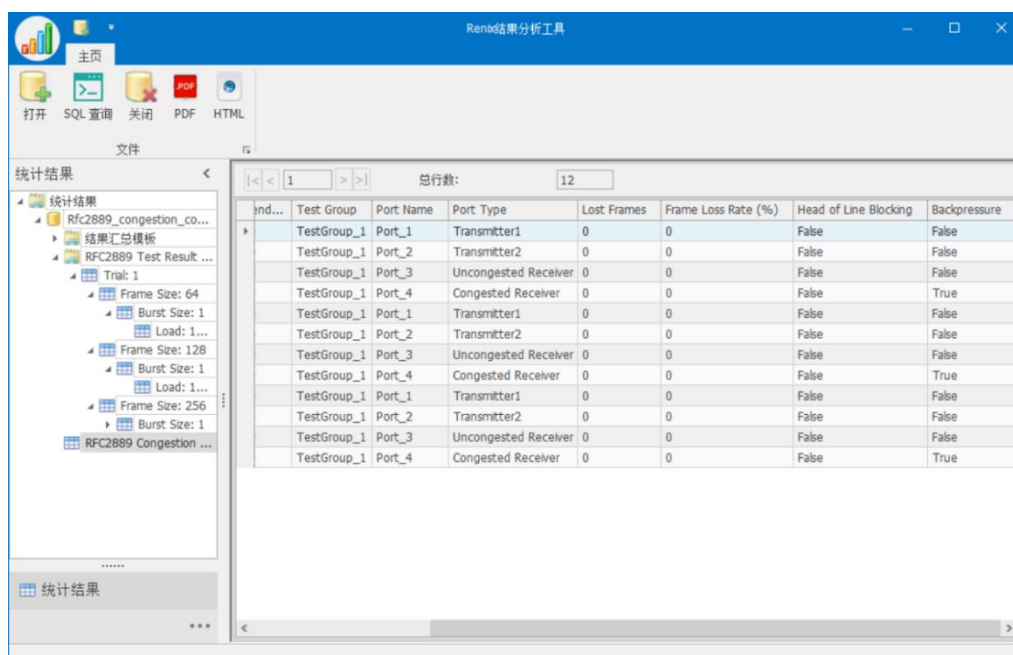 Renix结果分析工具
主页
打开 SQL 查询 关闭 PDF HTML
文件
统计结果
1 总行数: 12
统计结果
Rfc2889_congestion_co...
结果汇总模板
RFC2889 Test Result ...
Trial: 1
Frame Size: 64
Burst Size: 1
Load: 1...
Frame Size: 128
Burst Size: 1
Load: 1...
Frame Size: 256
Burst Size: 1
RFC2889 Congestion ...
end... Test Group Port Name Port Type Lost Frames Frame Loss Rate (%) Head of Line Blocking Backpressure
TestGroup_1 Port_1 Transmitter1 0 0 False False
TestGroup_1 Port_2 Transmitter2 0 0 False False
TestGroup_1 Port_3 Uncongested Receiver 0 0 False False
TestGroup_1 Port_4 Congested Receiver 0 0 False True
TestGroup_1 Port_1 Transmitter1 0 0 False False
TestGroup_1 Port_2 Transmitter2 0 0 False False
TestGroup_1 Port_3 Uncongested Receiver 0 0 False False
TestGroup_1 Port_4 Congested Receiver 0 0 False True
TestGroup_1 Port_1 Transmitter1 0 0 False False
TestGroup_1 Port_2 Transmitter2 0 0 False False
TestGroup_1 Port_3 Uncongested Receiver 0 0 False False
TestGroup_1 Port_4 Congested Receiver 0 0 False True
统计结果